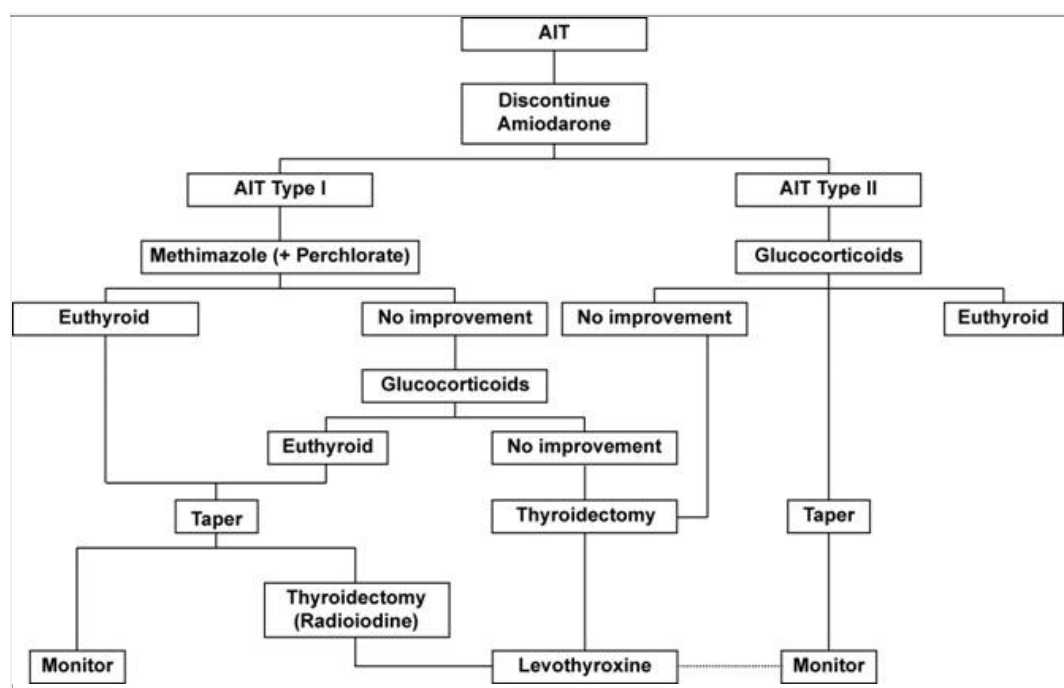 AIT
Discontinue
Amiodarone
AIT Type I
AIT Type II
Methimazole (+ Perchlorate)
Glucocorticoids
Euthyroid
No improvement
No improvement
Euthyroid
Glucocorticoids
Euthyroid
No improvement
Taper
Thyroidectomy
Taper
Thyroidectomy
(Radioiodine)
Monitor
Levothyroxine
Monitor